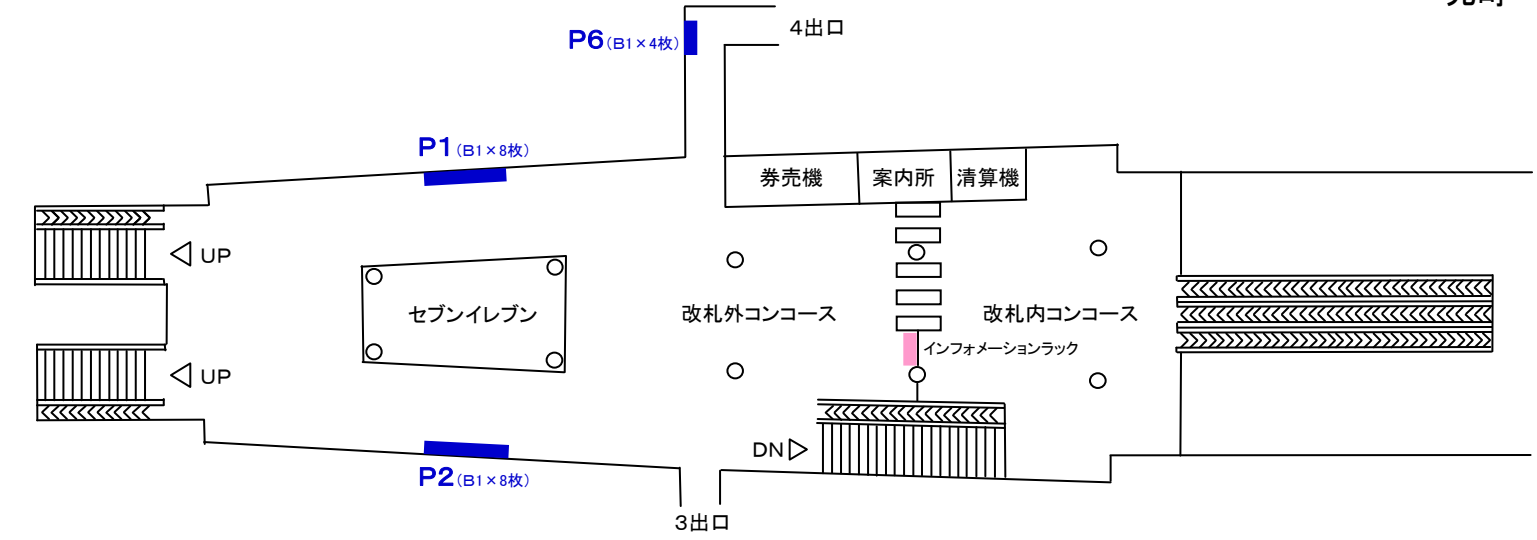 P6(B1×4枚)
4出口
P1(B1×8枚)
券売機
案内所
清算機
UP
セブンイレブン
改札外コンコース
改札内コンコース
インフォメーションラック
UP
DN
P2(B1×8枚)
3出口